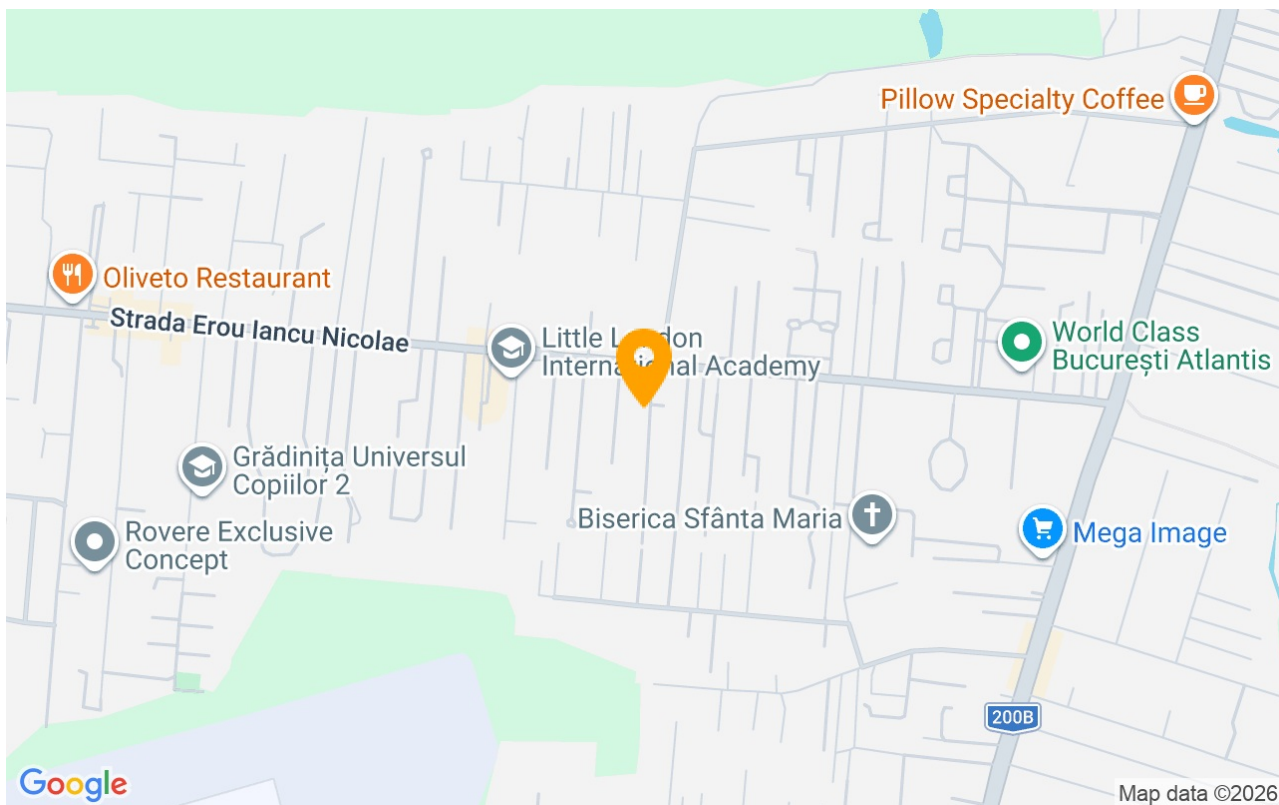 Pillow Specialty Coffee
Oliveto Restaurant
Strada Erou Iancu Nicolae
Little London
International Academy
World Class
București Atlantis
Grădinița Universul
Copiilor 2
Biserica Sfânta Maria
Rovere Exclusive
Concept
Mega Image
200B
Google
Map data ©2026